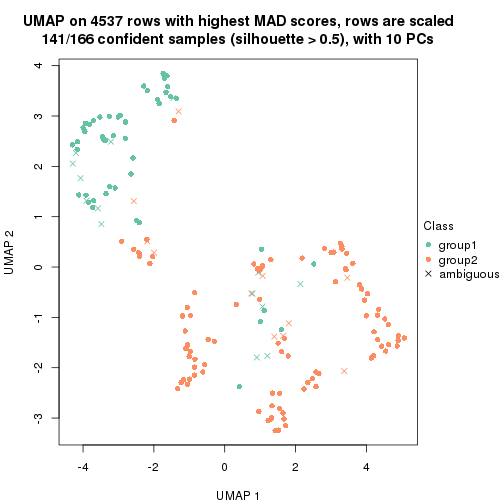 UMAP on 4537 rows with highest MAD scores, rows are scaled
141/166 confident samples (silhouette > 0.5), with 10 PCs
4
3
2
1
0
-1
-2
-3
UMAP 2
-4 -2 0 2 4
UMAP 1
Class
group1
group2
ambiguous